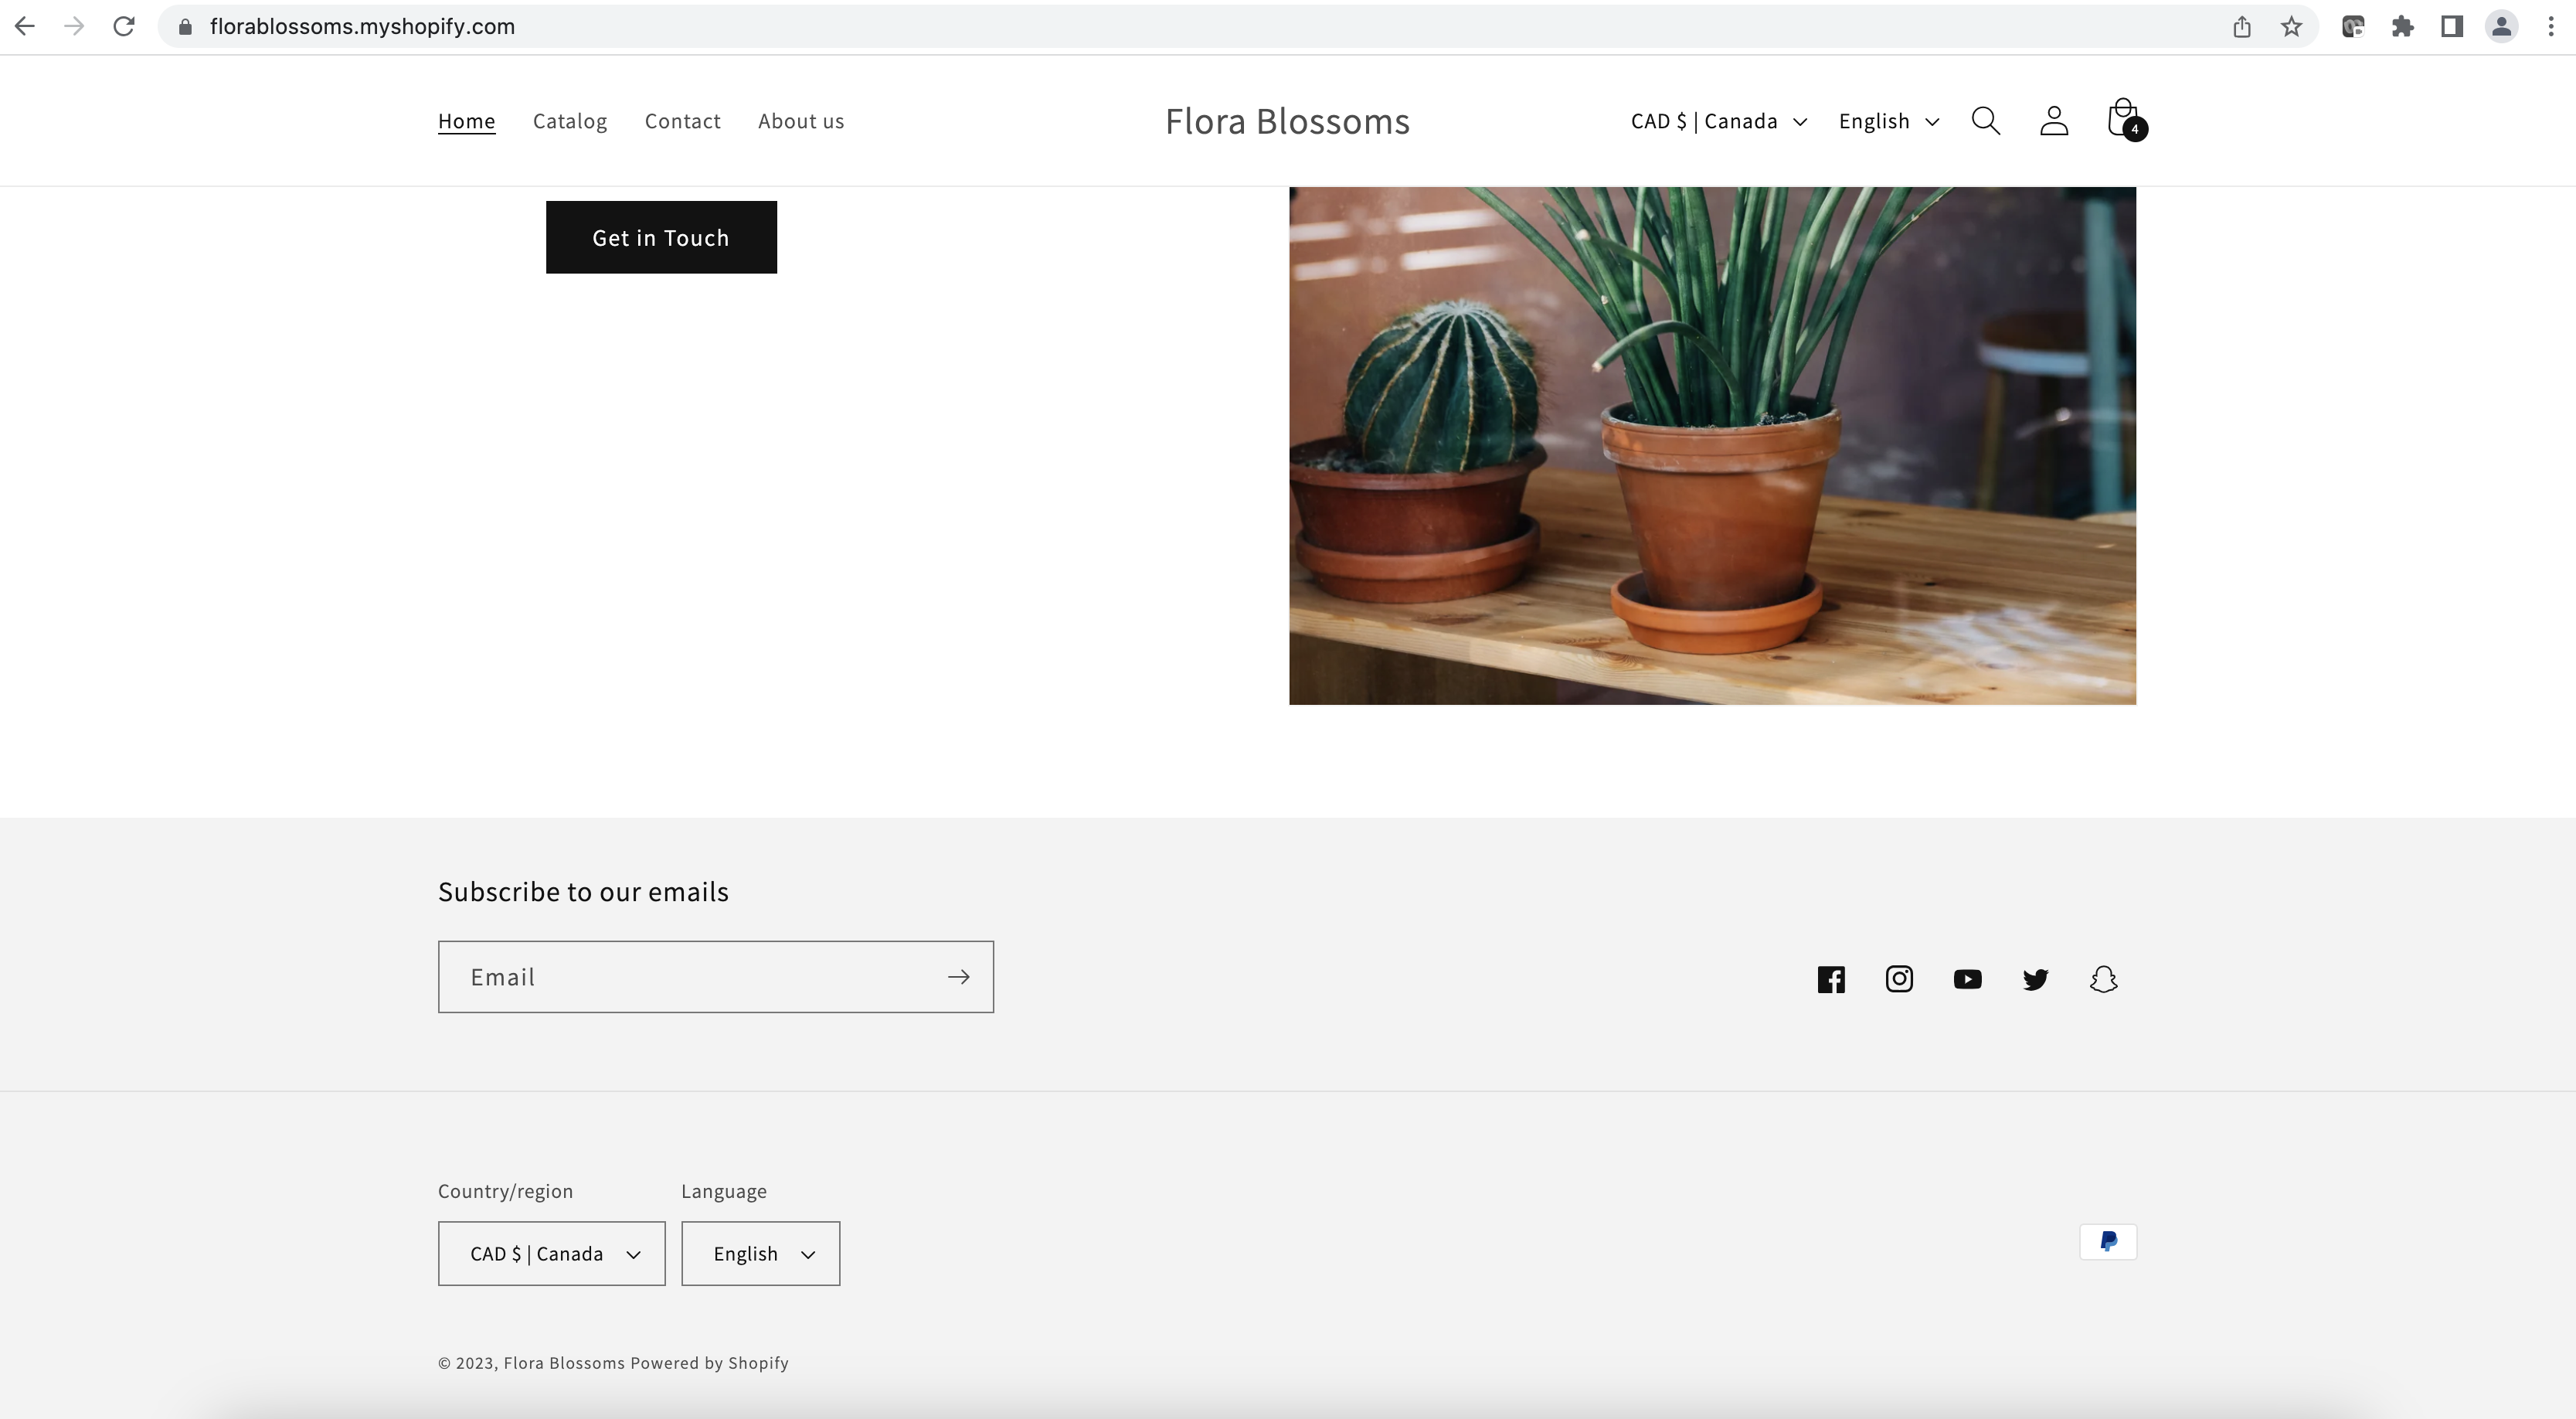 florablossoms.myshopify.com
Home Catalog Contact About us Flora Blossoms CAD $ | Canada English 4
Get in Touch
Subscribe to our emails
Email
Country/region Language
CAD $ | Canada English
© 2023, Flora Blossoms Powered by Shopify